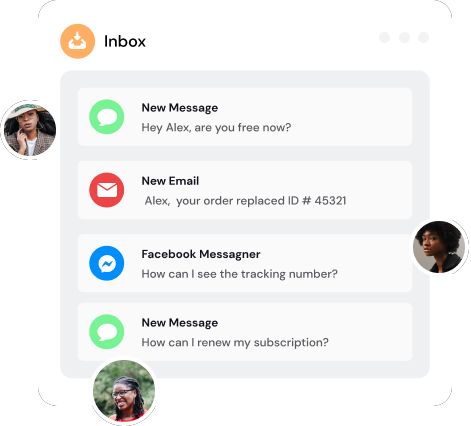 Inbox
New Message
Hey Alex, are you free now?
New Email
Alex, your order replaced ID # 45321
Facebook Messagner
How can I see the tracking number?
New Message
How can I renew my subscription?